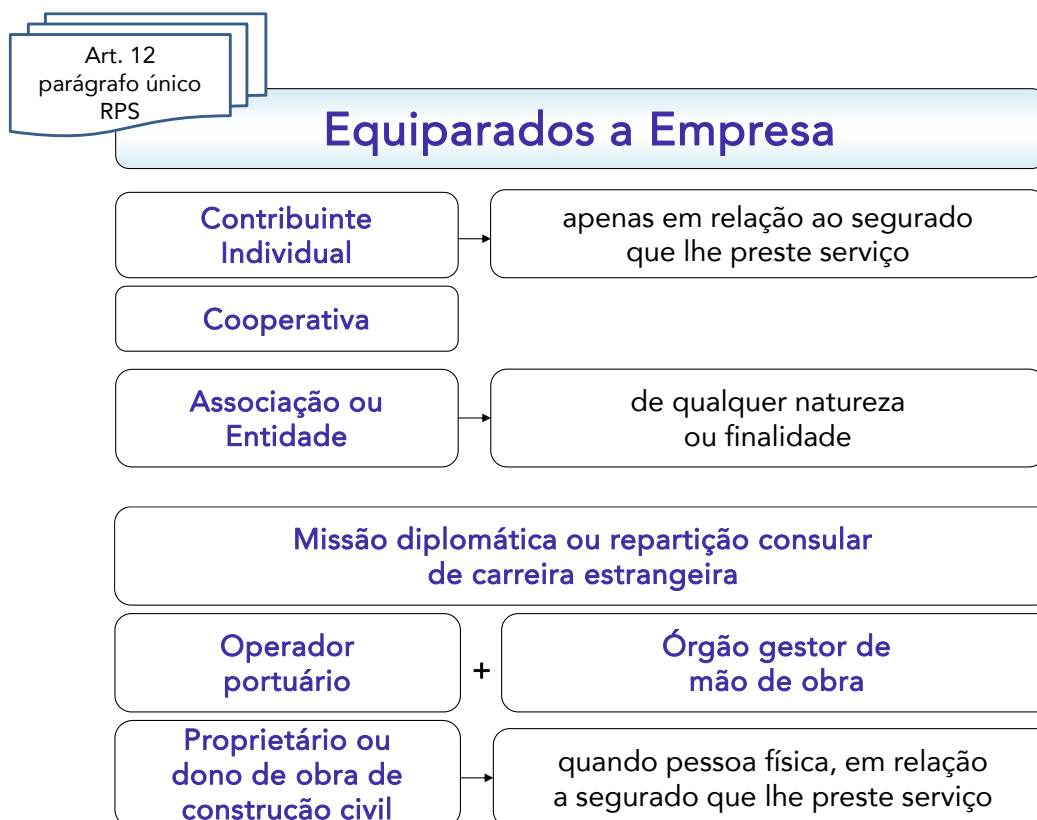 Art. 12
parágrafo único
RPS
Equiparados a Empresa
Contribuinte
Individual
apenas em relação ao segurado
que lhe preste serviço
Cooperativa
Associação ou
Entidade
de qualquer natureza
ou finalidade
Missão diplomática ou repartição consular
de carreira estrangeira
Operador
portuário
+
Órgão gestor de
mão de obra
Proprietário ou
dono de obra de
construção civil
quando pessoa física, em relação
a segurado que lhe preste serviço